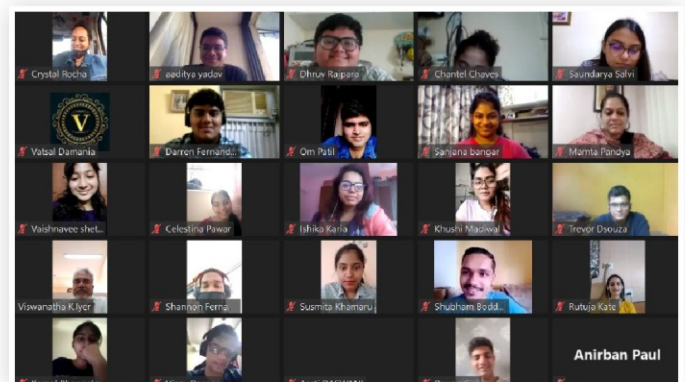 Crystal Rocha
aaditya yadav
Dhruv Rajpara
Chantel Chaves
Saundarya Salvi
V
Vatsal Damania
Darren Fernand...
Om Patil
Sanjana bangar
Mamta Pandya
Vaishnavee shet...
Celestina Pawar
Ishika Karia
Khushi Madiwal
Trevor Dsouza
Viswanatha K.Iyer
Shannon Ferna...
Susmita Khamaru
Shubham Bodd...
Rutuja Kate
Anirban Paul